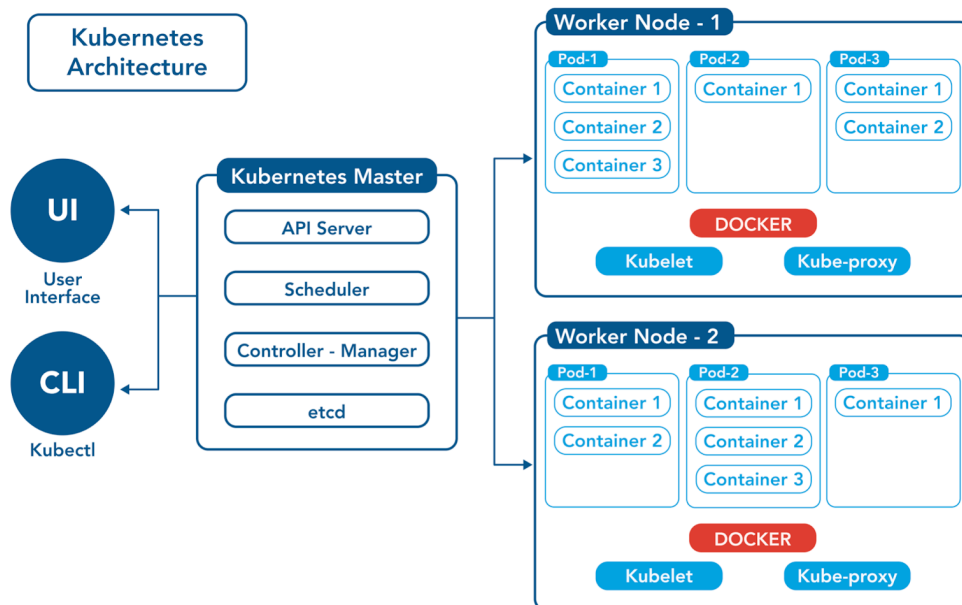 Kubernetes
Architecture
UI
User
Interface
CLI
Kubectl
Kubernetes Master
API Server
Scheduler
Controller - Manager
etcd
Worker Node - 1
Pod-1
Container 1
Container 2
Container 3
Pod-2
Container 1
Pod-3
Container 1
Container 2
DOCKER
Kubelet
Kube-proxy
Worker Node - 2
Pod-1
Container 1
Container 2
Pod-2
Container 1
Container 2
Container 3
Pod-3
Container 1
DOCKER
Kubelet
Kube-proxy